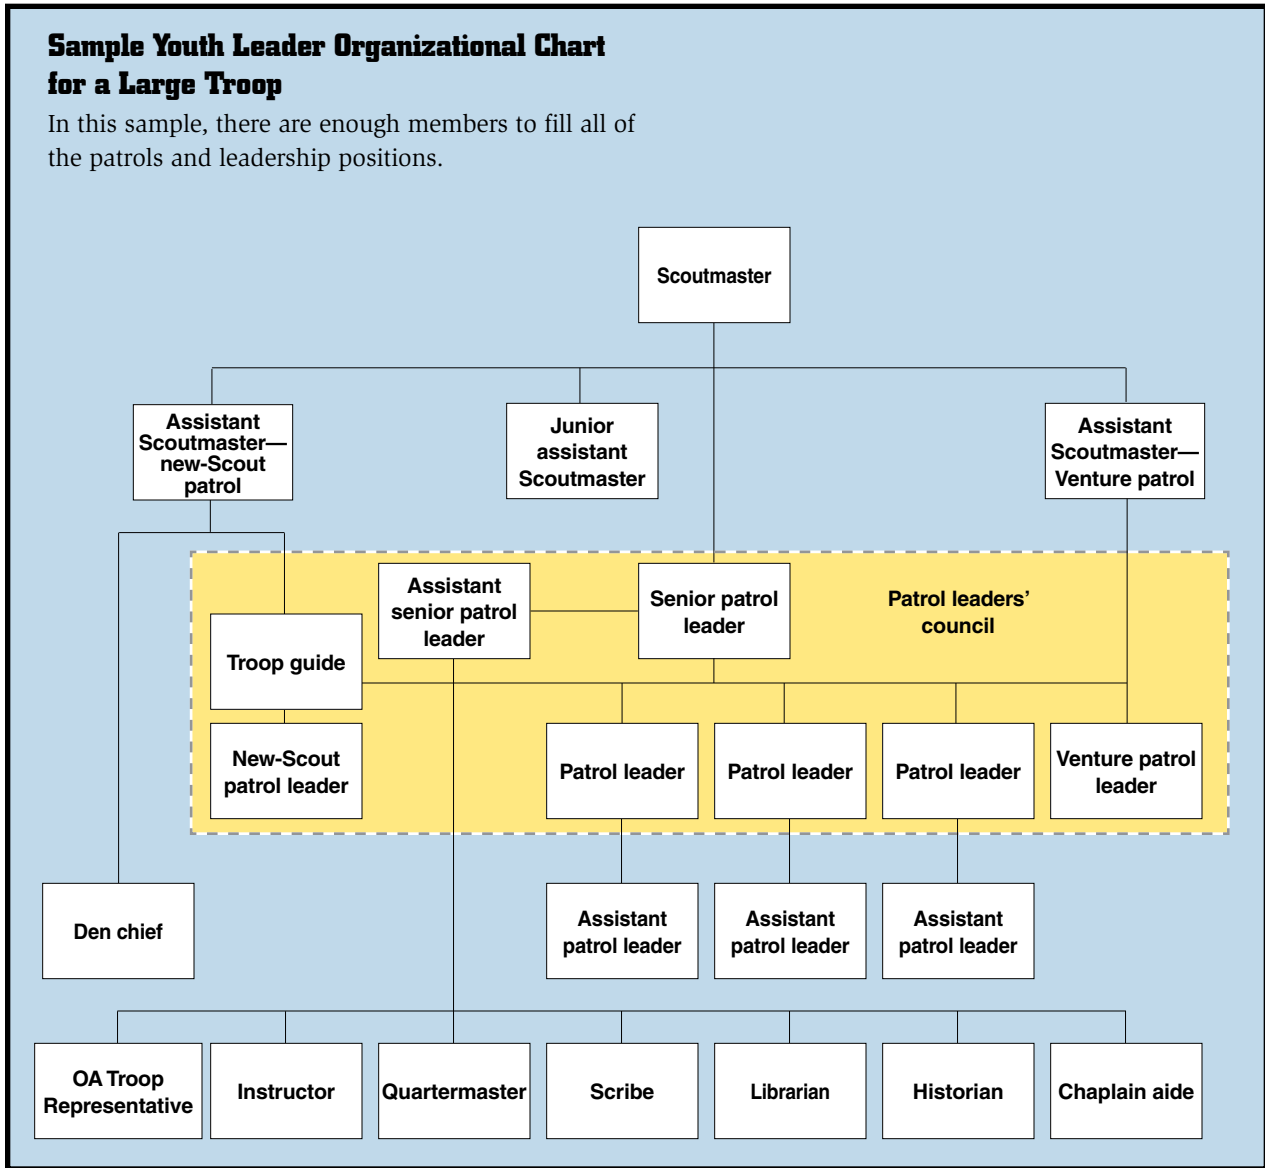 Sample Youth Leader Organizational Chart
for a Large Troop
In this sample, there are enough members to fill all of
the patrols and leadership positions.
Scoutmaster
Assistant
Scoutmaster—
new-Scout
patrol
Junior
assistant
Scoutmaster
Assistant
Scoutmaster—
Venture patrol
Assistant
senior patrol
leader
Senior patrol
leader
Patrol leaders’
council
Troop guide
New-Scout
patrol leader
Patrol leader
Patrol leader
Patrol leader
Venture patrol
leader
Den chief
Assistant
patrol leader
Assistant
patrol leader
Assistant
patrol leader
OA Troop
Representative
Instructor
Quartermaster
Scribe
Librarian
Historian
Chaplain aide